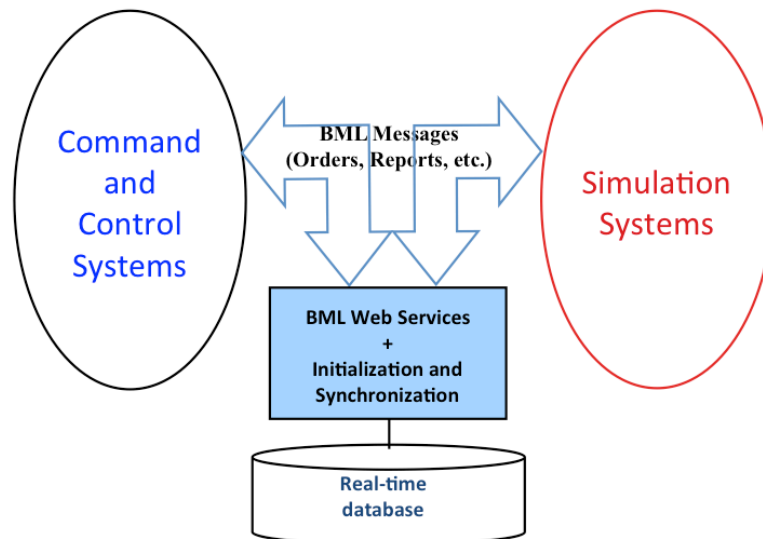 Command
and
Control
Systems
BML Messages
(Orders, Reports, etc.)
Simulation
Systems
BML Web Services
+
Initialization and
Synchronization
Real-time
database